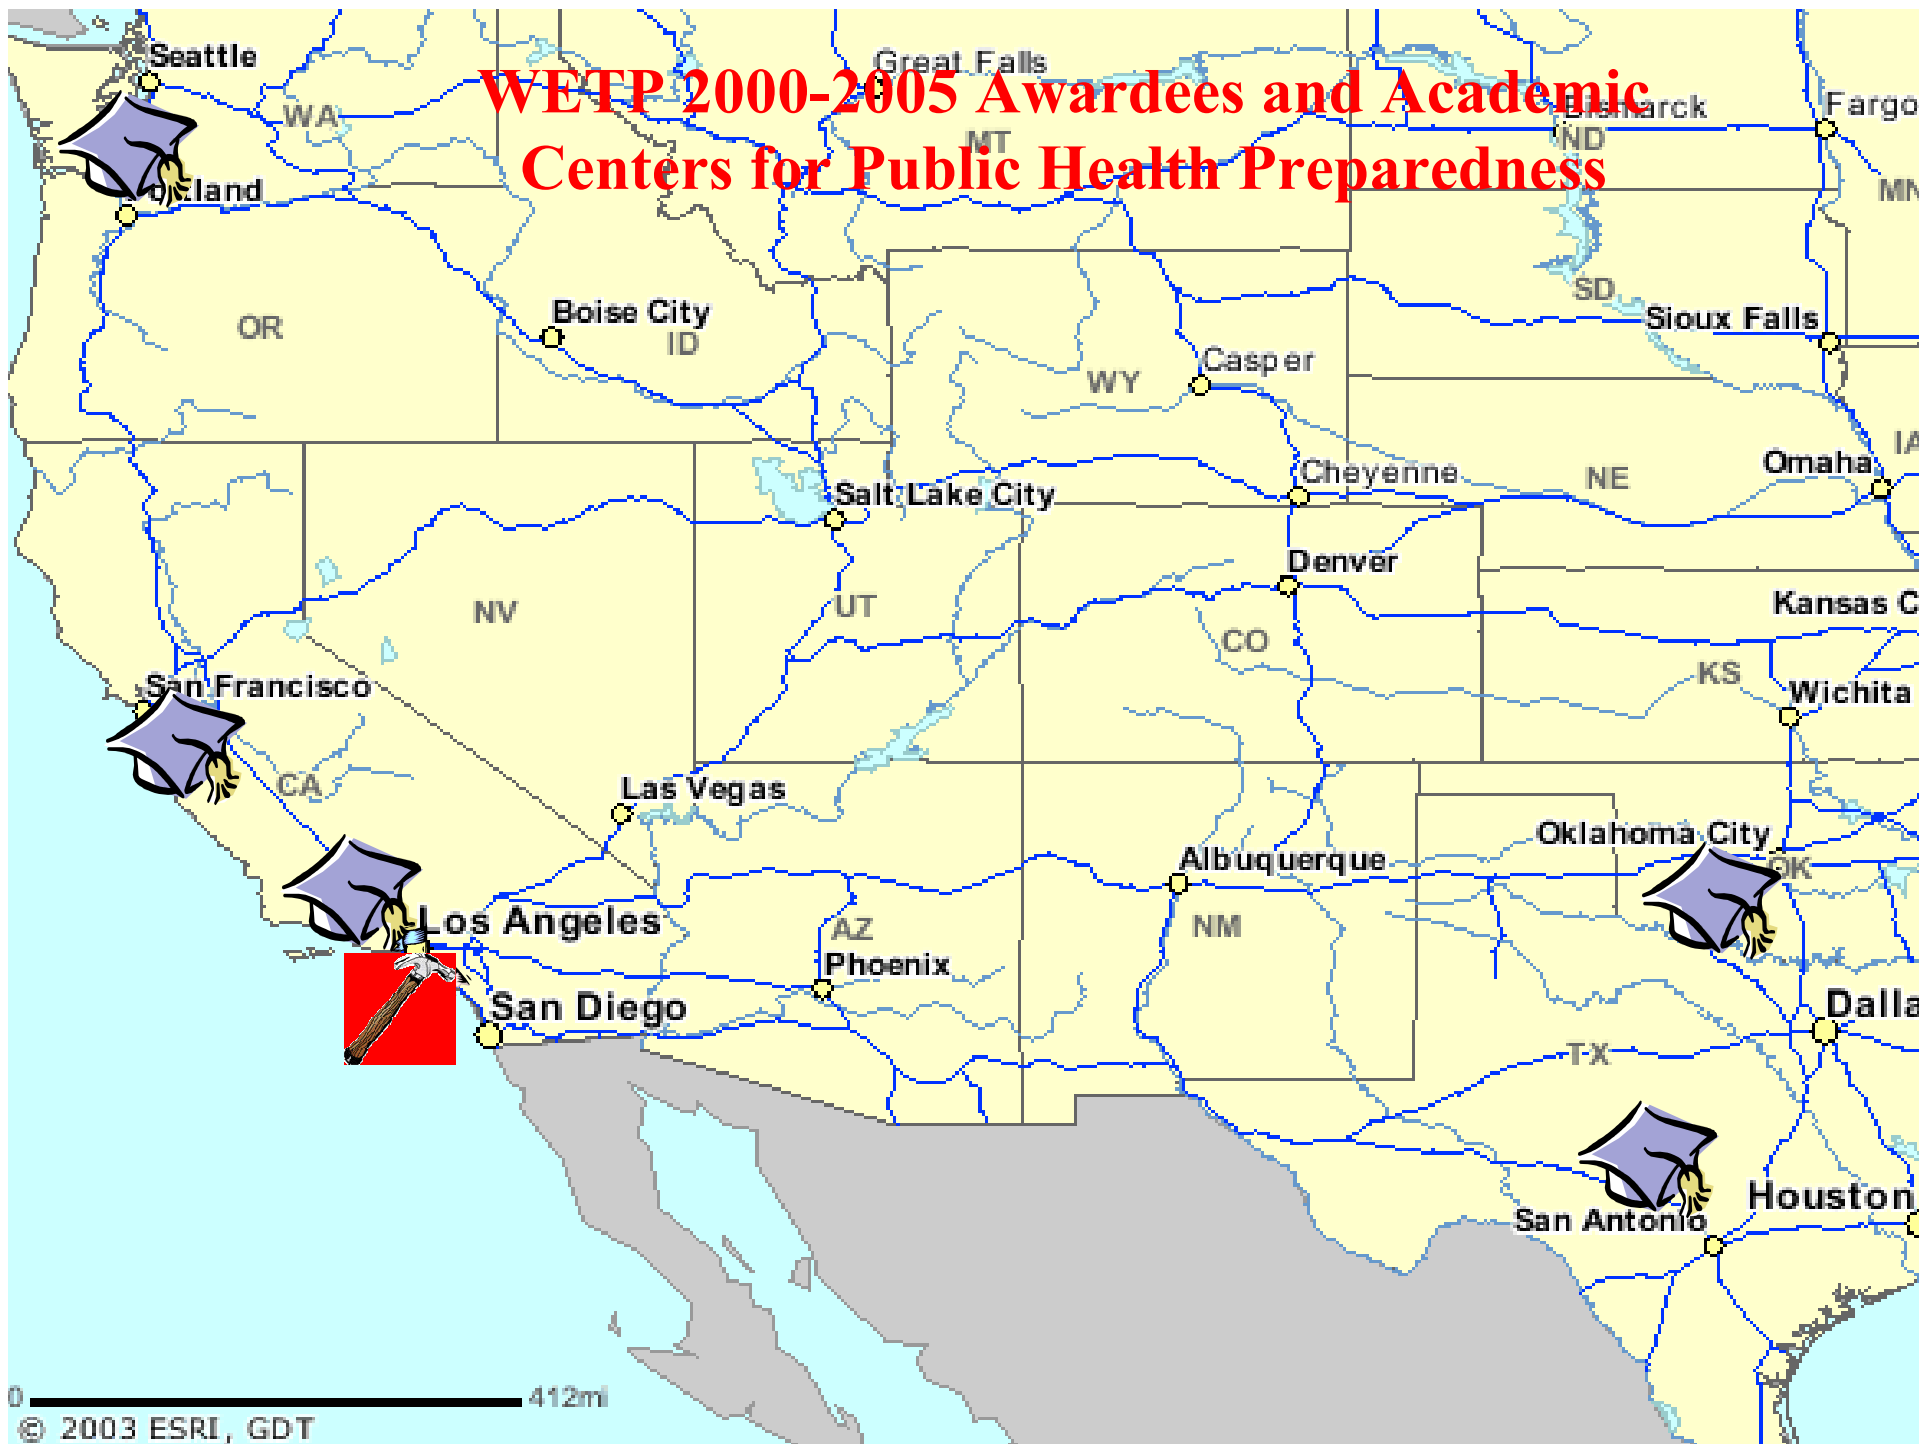 WETP 2000-2005 Awardees and Academic
Centers for Public Health Preparedness
Seattle
Great Falls
WA
MT
Bismarck
ND
Fargo
MN
OR
Boise City
ID
SD
Sioux Falls
Casper
WY
IA
Omaha
Cheyenne
NE
Salt Lake City
Denver
NV
UT
Kansas C
CO
KS
San Francisco
Wichita
CA
Las Vegas
Oklahoma City
Albuquerque
OK
Los Angeles
AZ
NM
Phoenix
San Diego
Dalla
TX
Houston
San Antonio
0 412mi
© 2003 ESRI, GDT